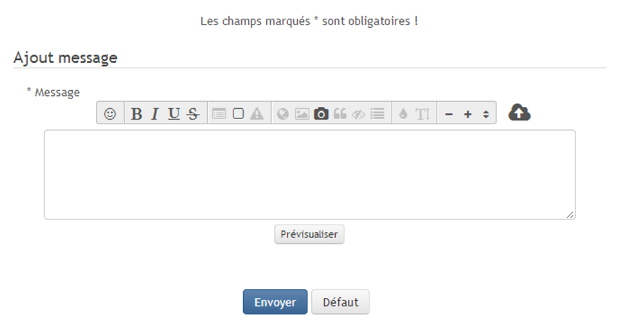 Les champs marqués * sont obligatoires !
Ajout message
* Message
B I U S T
Prévisualiser
Envoyer Défaut